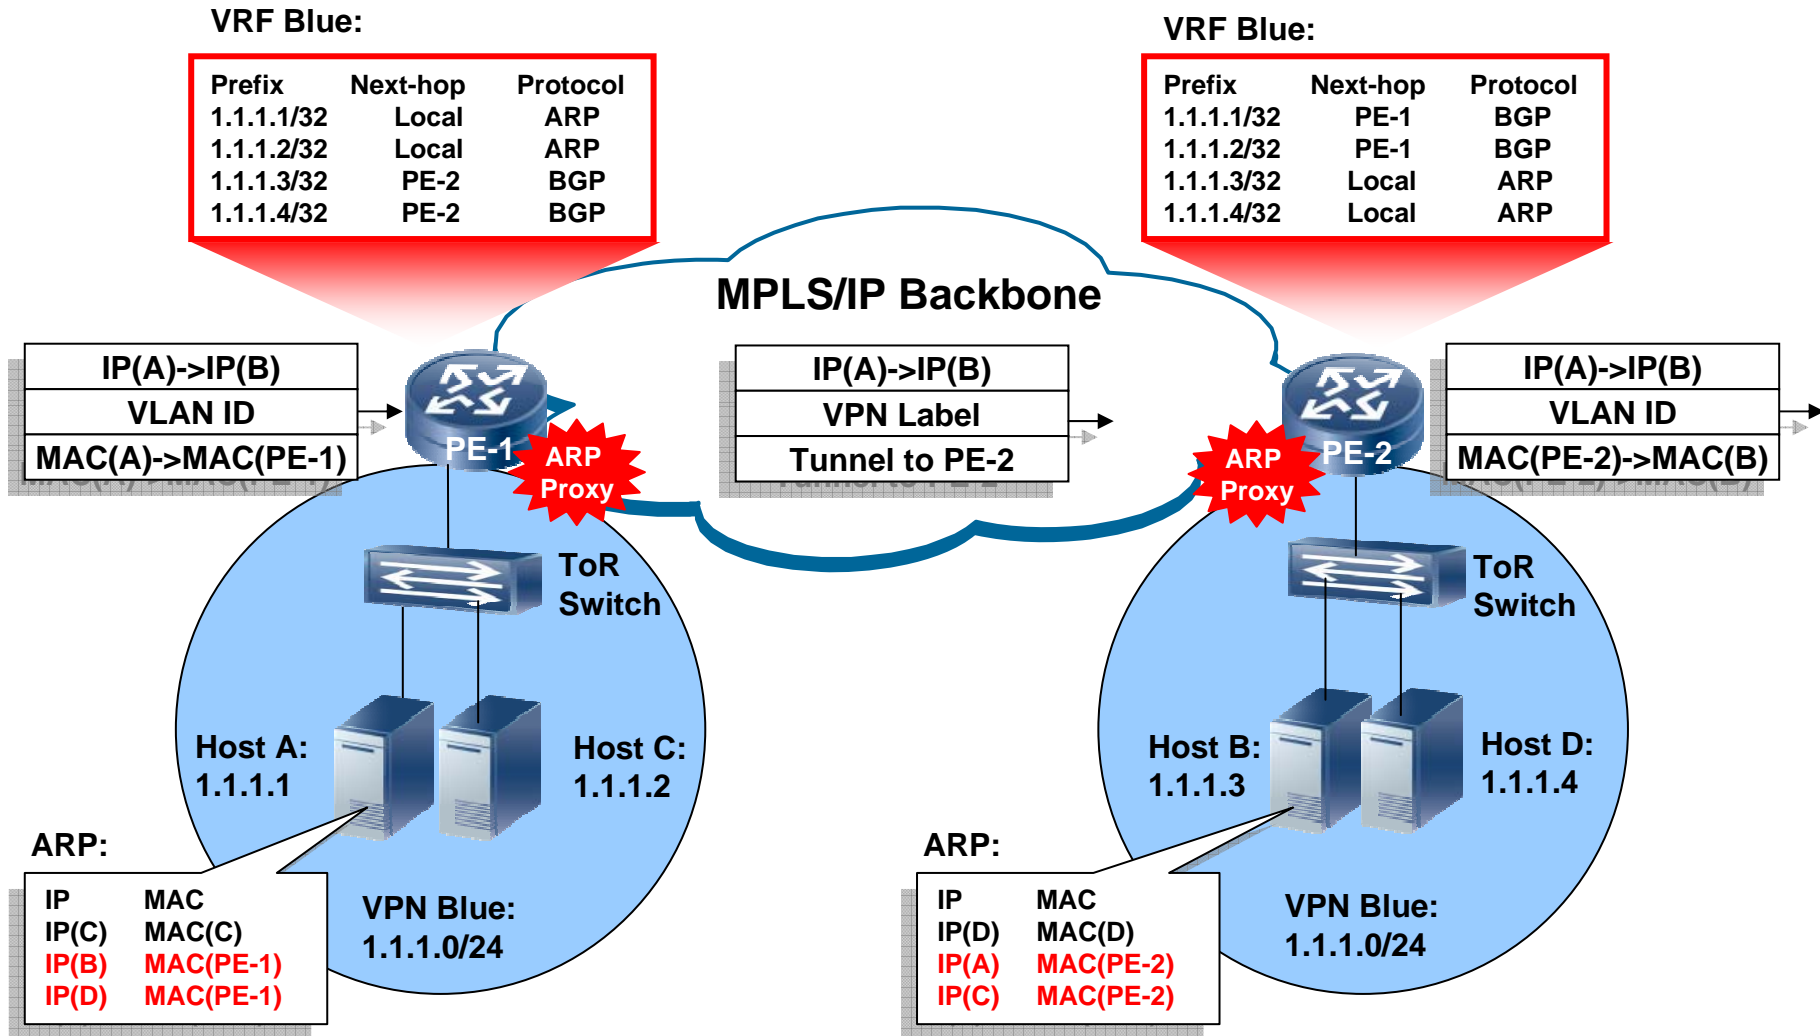 VRF Blue:
Prefix Next-hop Protocol
1.1.1.1/32 Local ARP
1.1.1.2/32 Local ARP
1.1.1.3/32 PE-2 BGP
1.1.1.4/32 PE-2 BGP
VRF Blue:
Prefix Next-hop Protocol
1.1.1.1/32 PE-1 BGP
1.1.1.2/32 PE-1 BGP
1.1.1.3/32 Local ARP
1.1.1.4/32 Local ARP
MPLS/IP Backbone
IP(A)->IP(B)
VLAN ID
MAC(A)->MAC(PE-1)
PE-1
ARP
Proxy
IP(A)->IP(B)
VPN Label
Tunnel to PE-2
ARP
Proxy
PE-2
IP(A)->IP(B)
VLAN ID
MAC(PE-2)->MAC(B)
ToR
Switch
Host A:
1.1.1.1
Host C:
1.1.1.2
ARP:
IP MAC
IP(C) MAC(C)
IP(B) MAC(PE-1)
IP(D) MAC(PE-1)
VPN Blue:
1.1.1.0/24
ToR
Switch
Host B:
1.1.1.3
Host D:
1.1.1.4
ARP:
IP MAC
IP(D) MAC(D)
IP(A) MAC(PE-2)
IP(C) MAC(PE-2)
VPN Blue:
1.1.1.0/24